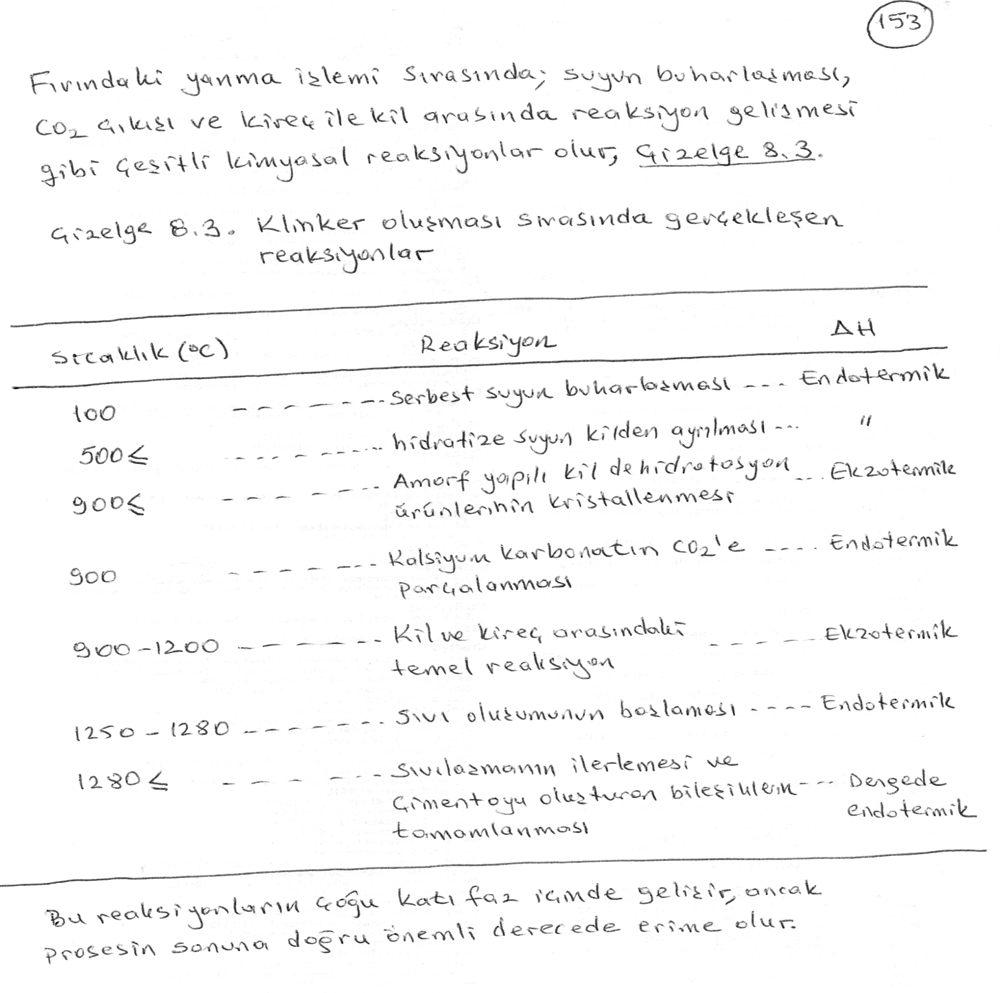 153
Fırındaki yanma işlemi sırasında; suyun buharlaşması,
CO₂ çıkışı ve kireç ile kil arasında reaksiyon gelişmesi
gibi çeşitli kimyasal reaksiyonlar olur, Çizelge 8.3.
Çizelge 8.3. Klinker oluşması sırasında gerçekleşen
reaksiyonlar
Sıcaklık (°C) Reaksiyon ΔH
100 ------- Serbest suyun buharlaşması --- Endotermik
500≤ --------- hidratize suyun kilden ayrılması --- "
900≤ ------- Amorf yapılı kil dehidratasyon --- Ekzotermik
ürünlerinin kristallenmesi
900 ------- Kalsiyum karbonatın CO₂'e ---- Endotermik
parçalanması
900-1200 ------- Kil ve kireç arasındaki ----- Ekzotermik
temel reaksiyon
1250-1280 ------- Sıvı oluşumunun başlaması ---- Endotermik
1280≤ ------- Sıvılaşmanın ilerlemesi ve
Çimentoyu oluşturan bileşiklerin --- Dengede
tamamlanması endotermik
Bu reaksiyonların çoğu katı faz içinde gelişir, ancak
prosesin sonuna doğru önemli derecede erime olur.